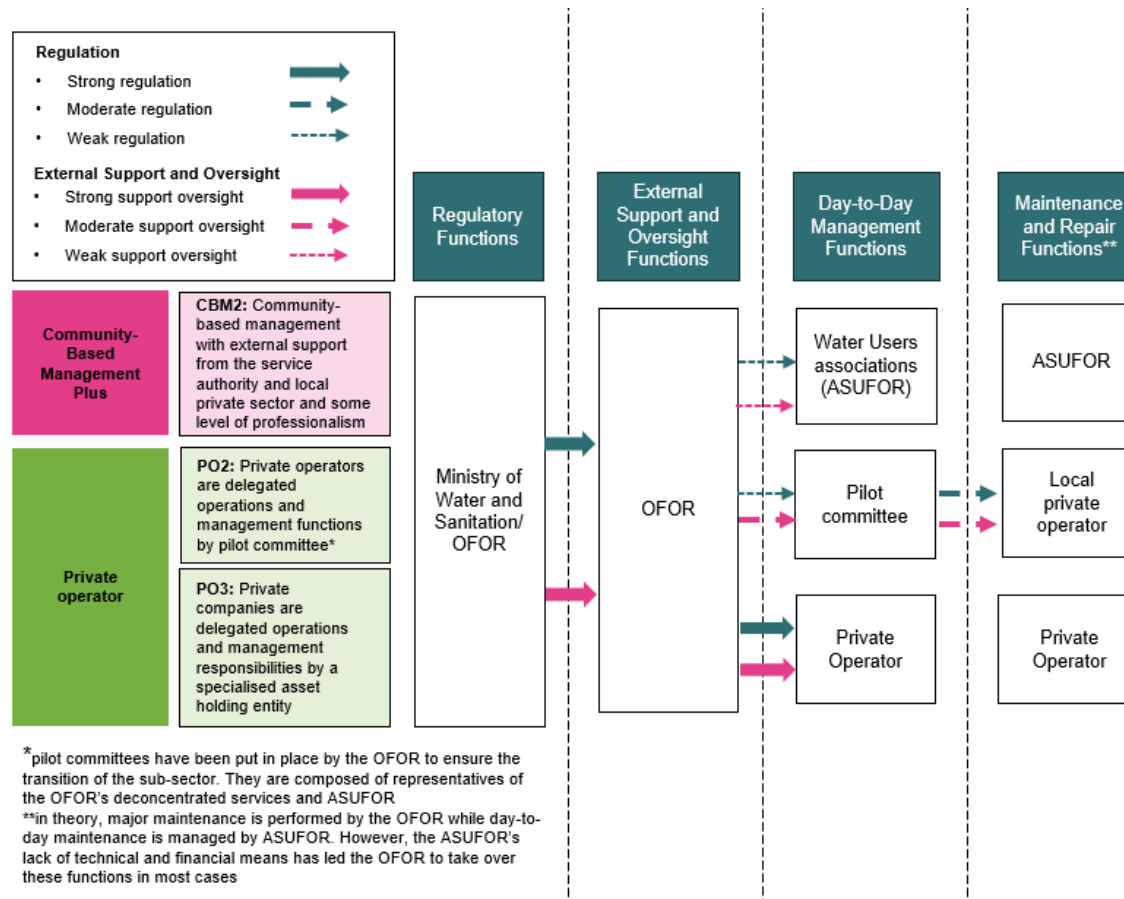 Regulation
• Strong regulation
• Moderate regulation
• Weak regulation
External Support and Oversight
• Strong support oversight
• Moderate support oversight
• Weak support oversight
Regulatory
Functions
External
Support and
Oversight
Functions
Day-to-Day
Management
Functions
Maintenance
and Repair
Functions**
Community-
Based
Management
Plus
CBM2: Community-
based management
with external support
from the service
authority and local
private sector and some
level of professionalism
Private
operator
PO2: Private operators
are delegated
operations and
management functions
by pilot committee*
PO3: Private
companies are
delegated operations
and management
responsibilities by a
specialised asset
holding entity
Ministry of
Water and
Sanitation/
OFOR
OFOR
Water Users
associations
(ASUFOR)
ASUFOR
Pilot
committee
Local
private
operator
Private
Operator
Private
Operator
*pilot committees have been put in place by the OFOR to ensure the
transition of the sub-sector. They are composed of representatives of
the OFOR's deconcentrated services and ASUFOR
**in theory, major maintenance is performed by the OFOR while day-to-
day maintenance is managed by ASUFOR. However, the ASUFOR's
lack of technical and financial means has led the OFOR to take over
these functions in most cases